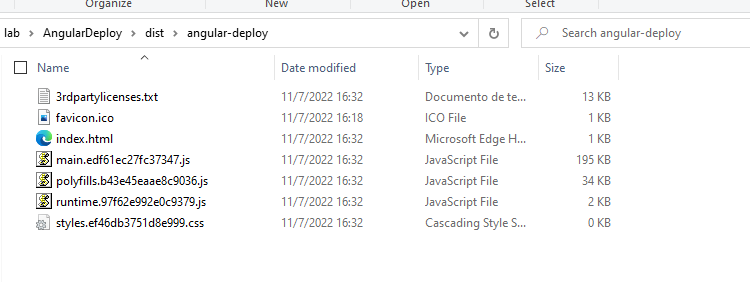 Organize New Open Select
lab > AngularDeploy > dist > angular-deploy Search angular-deploy
Name Date modified Type Size
3rdpartylicenses.txt 11/7/2022 16:32 Documento de te... 13 KB
favicon.ico 11/7/2022 16:18 ICO File 1 KB
index.html 11/7/2022 16:32 Microsoft Edge H... 1 KB
main.edf61ec27fc37347.js 11/7/2022 16:32 JavaScript File 195 KB
polyfills.b43e45eaae8c9036.js 11/7/2022 16:32 JavaScript File 34 KB
runtime.97f62e992e0c9379.js 11/7/2022 16:32 JavaScript File 2 KB
styles.ef46db3751d8e999.css 11/7/2022 16:32 Cascading Style S... 0 KB